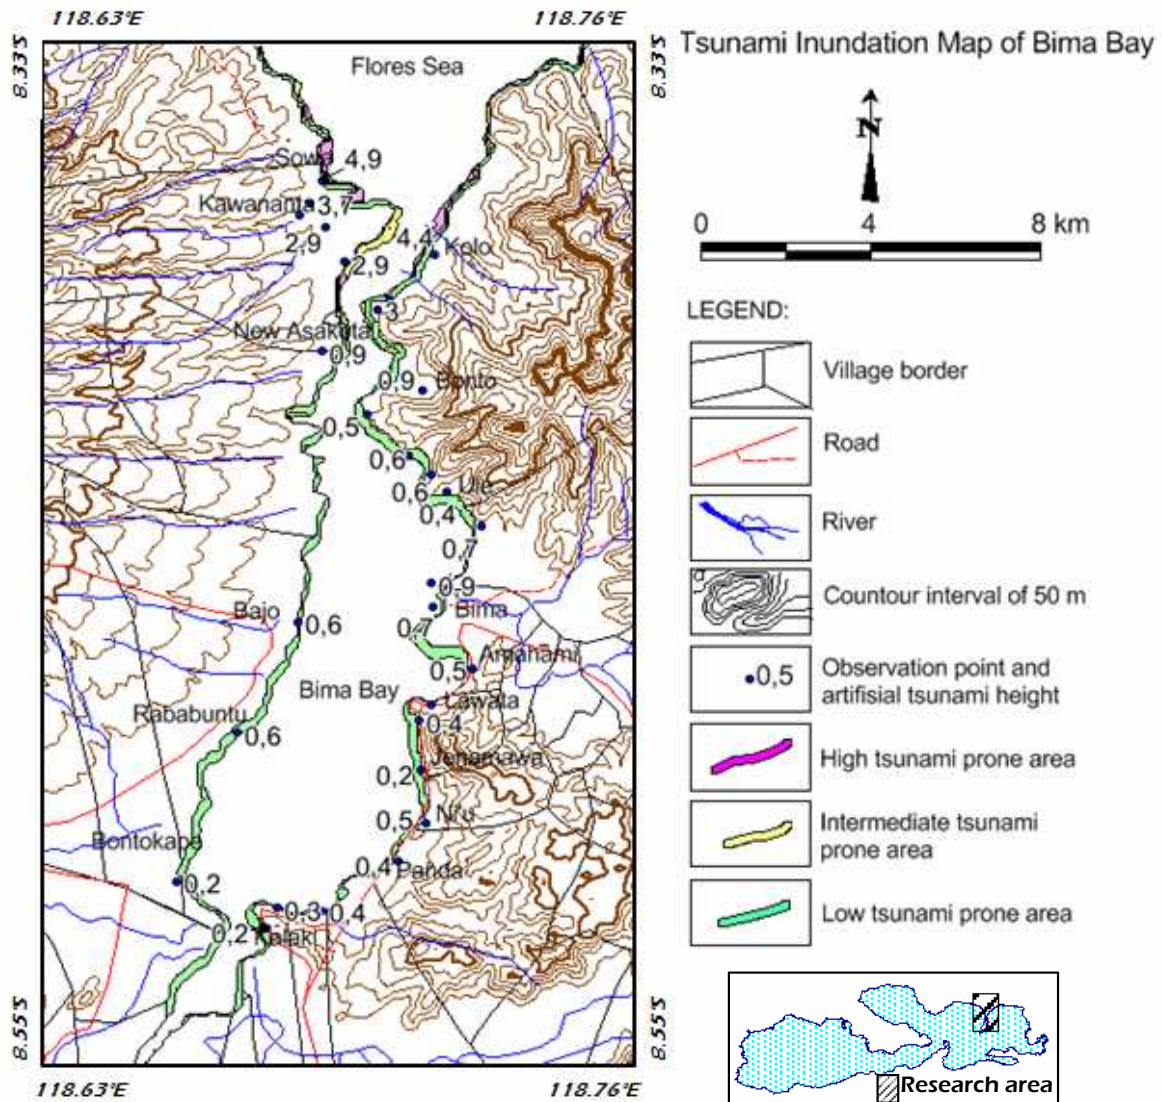 118.63°E
118.76°E
8.33°S
8.33°S
Tsunami Inundation Map of Bima Bay
Flores Sea
N
Sow
4,9
Kawananta
3,7
2,9
4,4
Kolo
2,9
0 4 8 km
3
LEGEND:
New Asakota
0,9
Village border
0,9
Bonto
0,5
Road
0,6
0,6
Ule
0,4
River
0,7
0,9
Countour interval of 50 m
Bajo
0,6
Bima
0,7
Amahami
0,5
Observation point and
artifisial tsunami height
0,5
Bima Bay
Lawata
0,4
Rababuntu
0,6
Jenamawa
0,2
High tsunami prone area
Ni'u
0,5
Intermediate tsunami
prone area
Bontokape
0,4
Panda
0,2
0,3
0,4
Low tsunami prone area
0,2
Kalaki
8.55°S
8.55°S
118.63°E
118.76°E
Research area